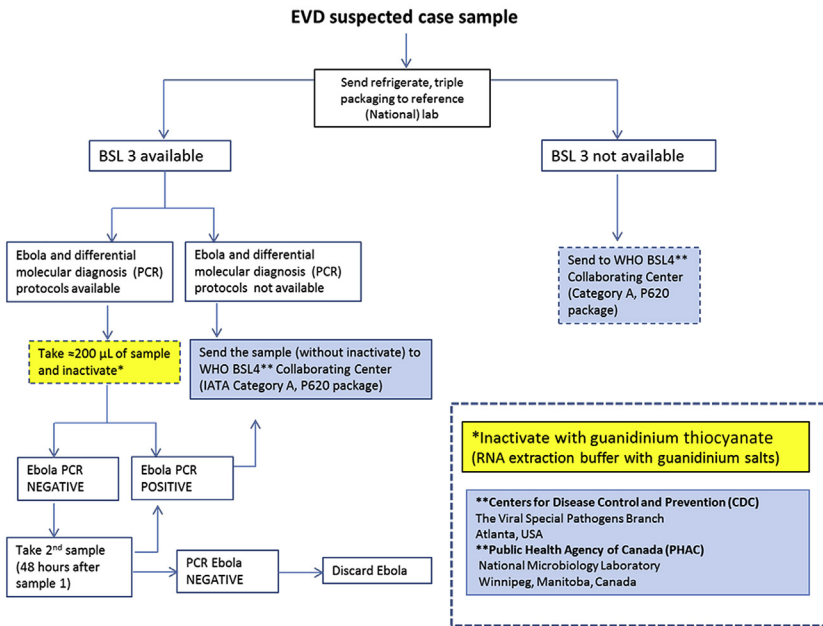 EVD suspected case sample
Send refrigerate, triple
packaging to reference
(National) lab
BSL 3 available
BSL 3 not available
Ebola and differential
molecular diagnosis (PCR)
protocols available
Ebola and differential
molecular diagnosis (PCR)
protocols not available
Send to WHO BSL4**
Collaborating Center
(Category A, P620
package)
Take ≈200 µL of sample
and inactivate*
Send the sample (without inactivate) to
WHO BSL4** Collaborating Center
(IATA Category A, P620 package)
Ebola PCR
NEGATIVE
Ebola PCR
POSITIVE
Take 2nd sample
(48 hours after
sample 1)
PCR Ebola
NEGATIVE
Discard Ebola
*Inactivate with guanidinium thiocyanate
(RNA extraction buffer with guanidinium salts)
**Centers for Disease Control and Prevention (CDC)
The Viral Special Pathogens Branch
Atlanta, USA
**Public Health Agency of Canada (PHAC)
National Microbiology Laboratory
Winnipeg, Manitoba, Canada